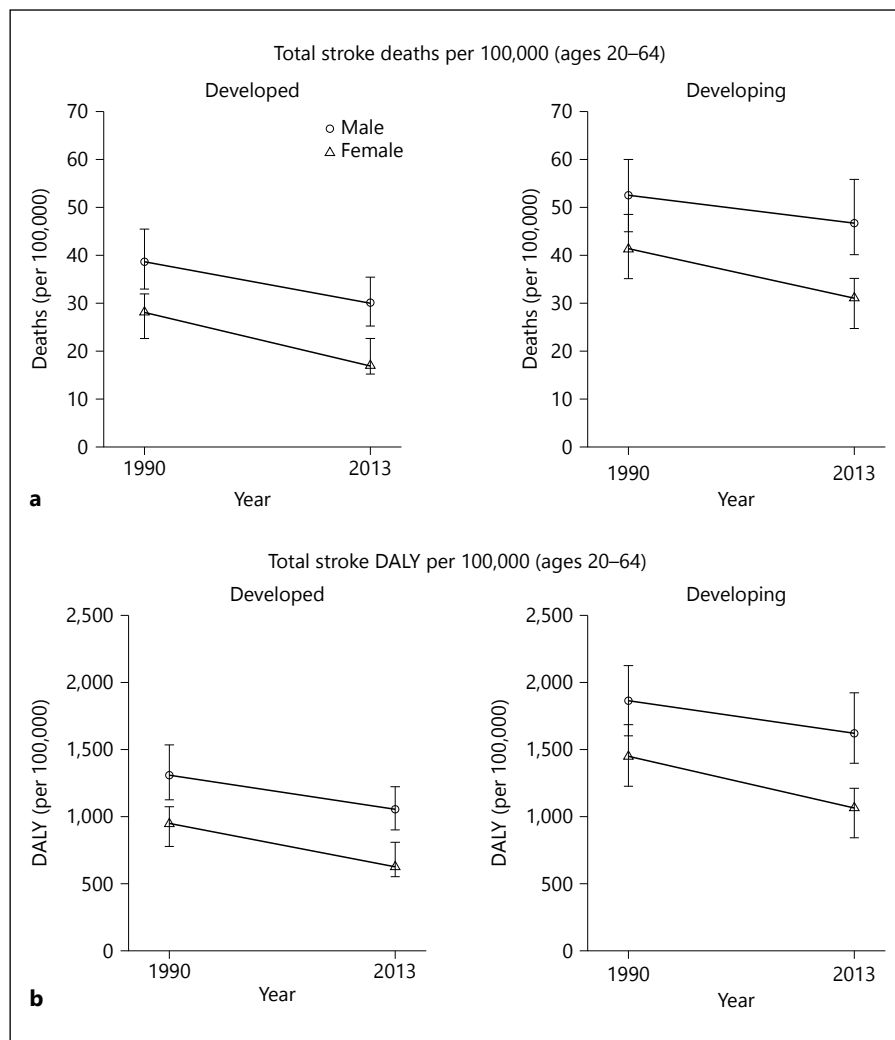 Total stroke deaths per 100,000 (ages 20–64)
Developed
Developing
Male
Female
70
60
50
40
30
20
10
0
Deaths (per 100,000)
1990
2013
Year
70
60
50
40
30
20
10
0
Deaths (per 100,000)
1990
2013
Year
a
Total stroke DALY per 100,000 (ages 20–64)
Developed
Developing
2,500
2,000
1,500
1,000
500
0
DALY (per 100,000)
1990
2013
Year
2,500
2,000
1,500
1,000
500
0
DALY (per 100,000)
1990
2013
Year
b